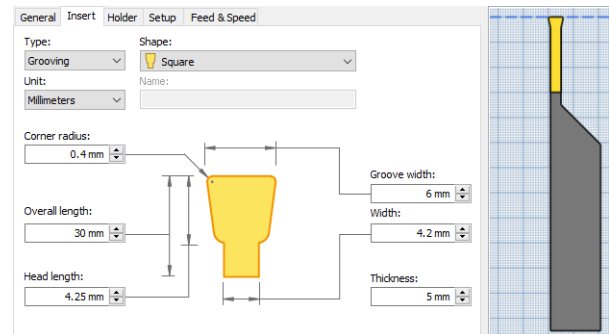 General Insert Holder Setup Feed & Speed
Type: Shape:
Grooving Square
Unit: Name:
Millimeters
Corner radius:
0.4 mm
Groove width:
6 mm
Overall length: Width:
30 mm 4.2 mm
Head length: Thickness:
4.25 mm 5 mm